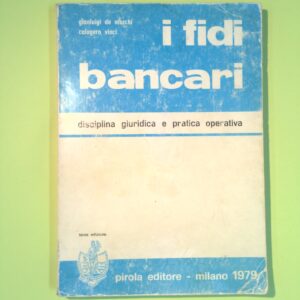 gianluigi de marchi
calogero vinci
i fidi
bancari
disciplina giuridica e pratica operativa
terza edizione
pirola editore - milano 1979